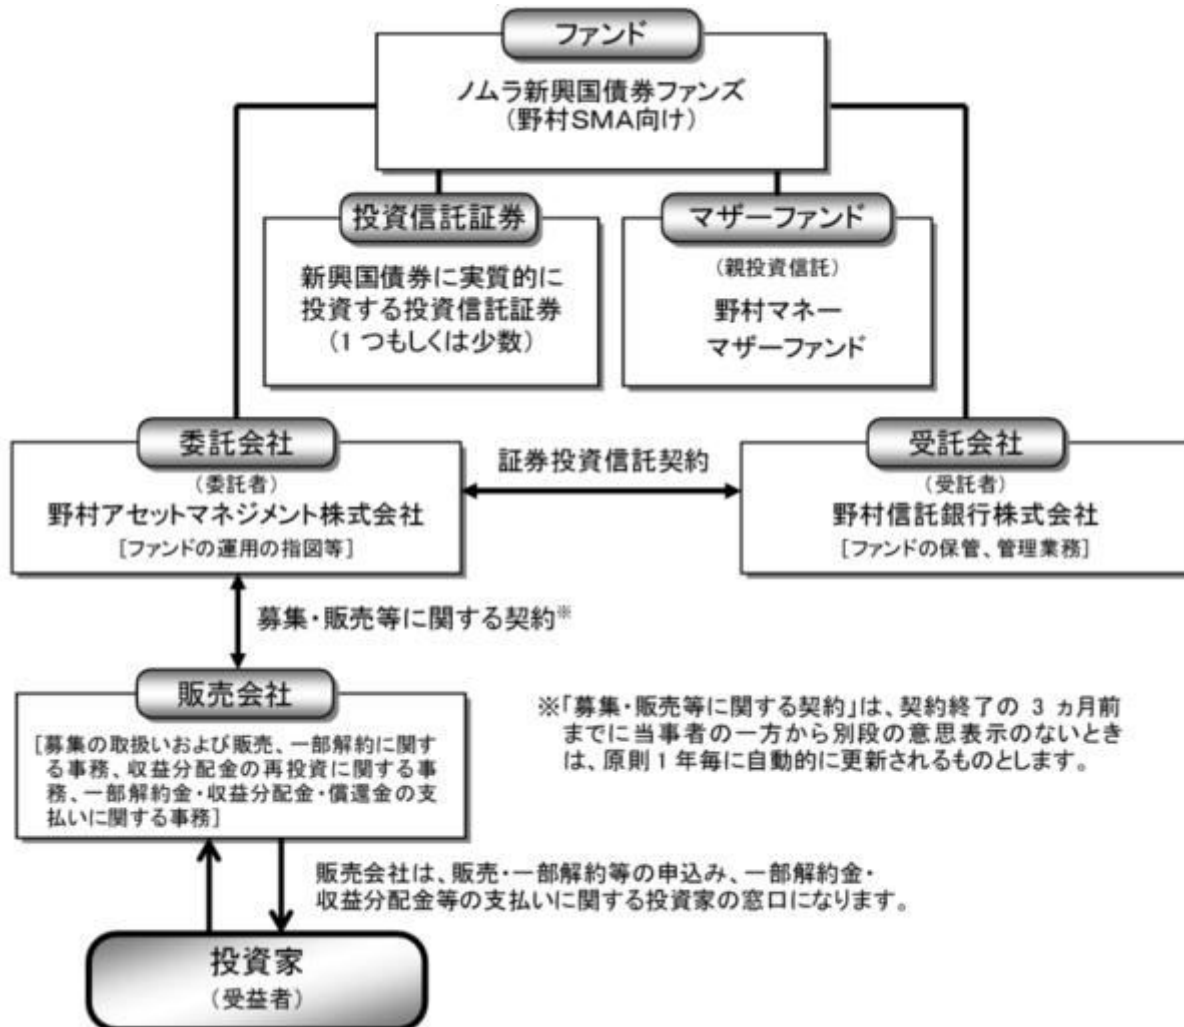 ファンド
ノムラ新興国債券ファンズ
（野村SMA向け）
投資信託証券
新興国債券に実質的に
投資する投資信託証券
（1つもしくは少数）
マザーファンド
（親投資信託）
野村マネー
マザーファンド
委託会社
（委託者）
野村アセットマネジメント株式会社
［ファンドの運用の指図等］
証券投資信託契約
受託会社
（受託者）
野村信託銀行株式会社
［ファンドの保管、管理業務］
募集・販売等に関する契約※
販売会社
［募集の取扱いおよび販売、一部解約に関す
る事務、収益分配金の再投資に関する事
務、一部解約金・収益分配金・償還金の支
払いに関する事務］
※「募集・販売等に関する契約」は、契約終了の 3 ヵ月前
までに当事者の一方から別段の意思表示のないとき
は、原則 1 年毎に自動的に更新されるものとします。
販売会社は、販売・一部解約等の申込み、一部解約金・
収益分配金等の支払いに関する投資家の窓口になります。
投資家
（受益者）